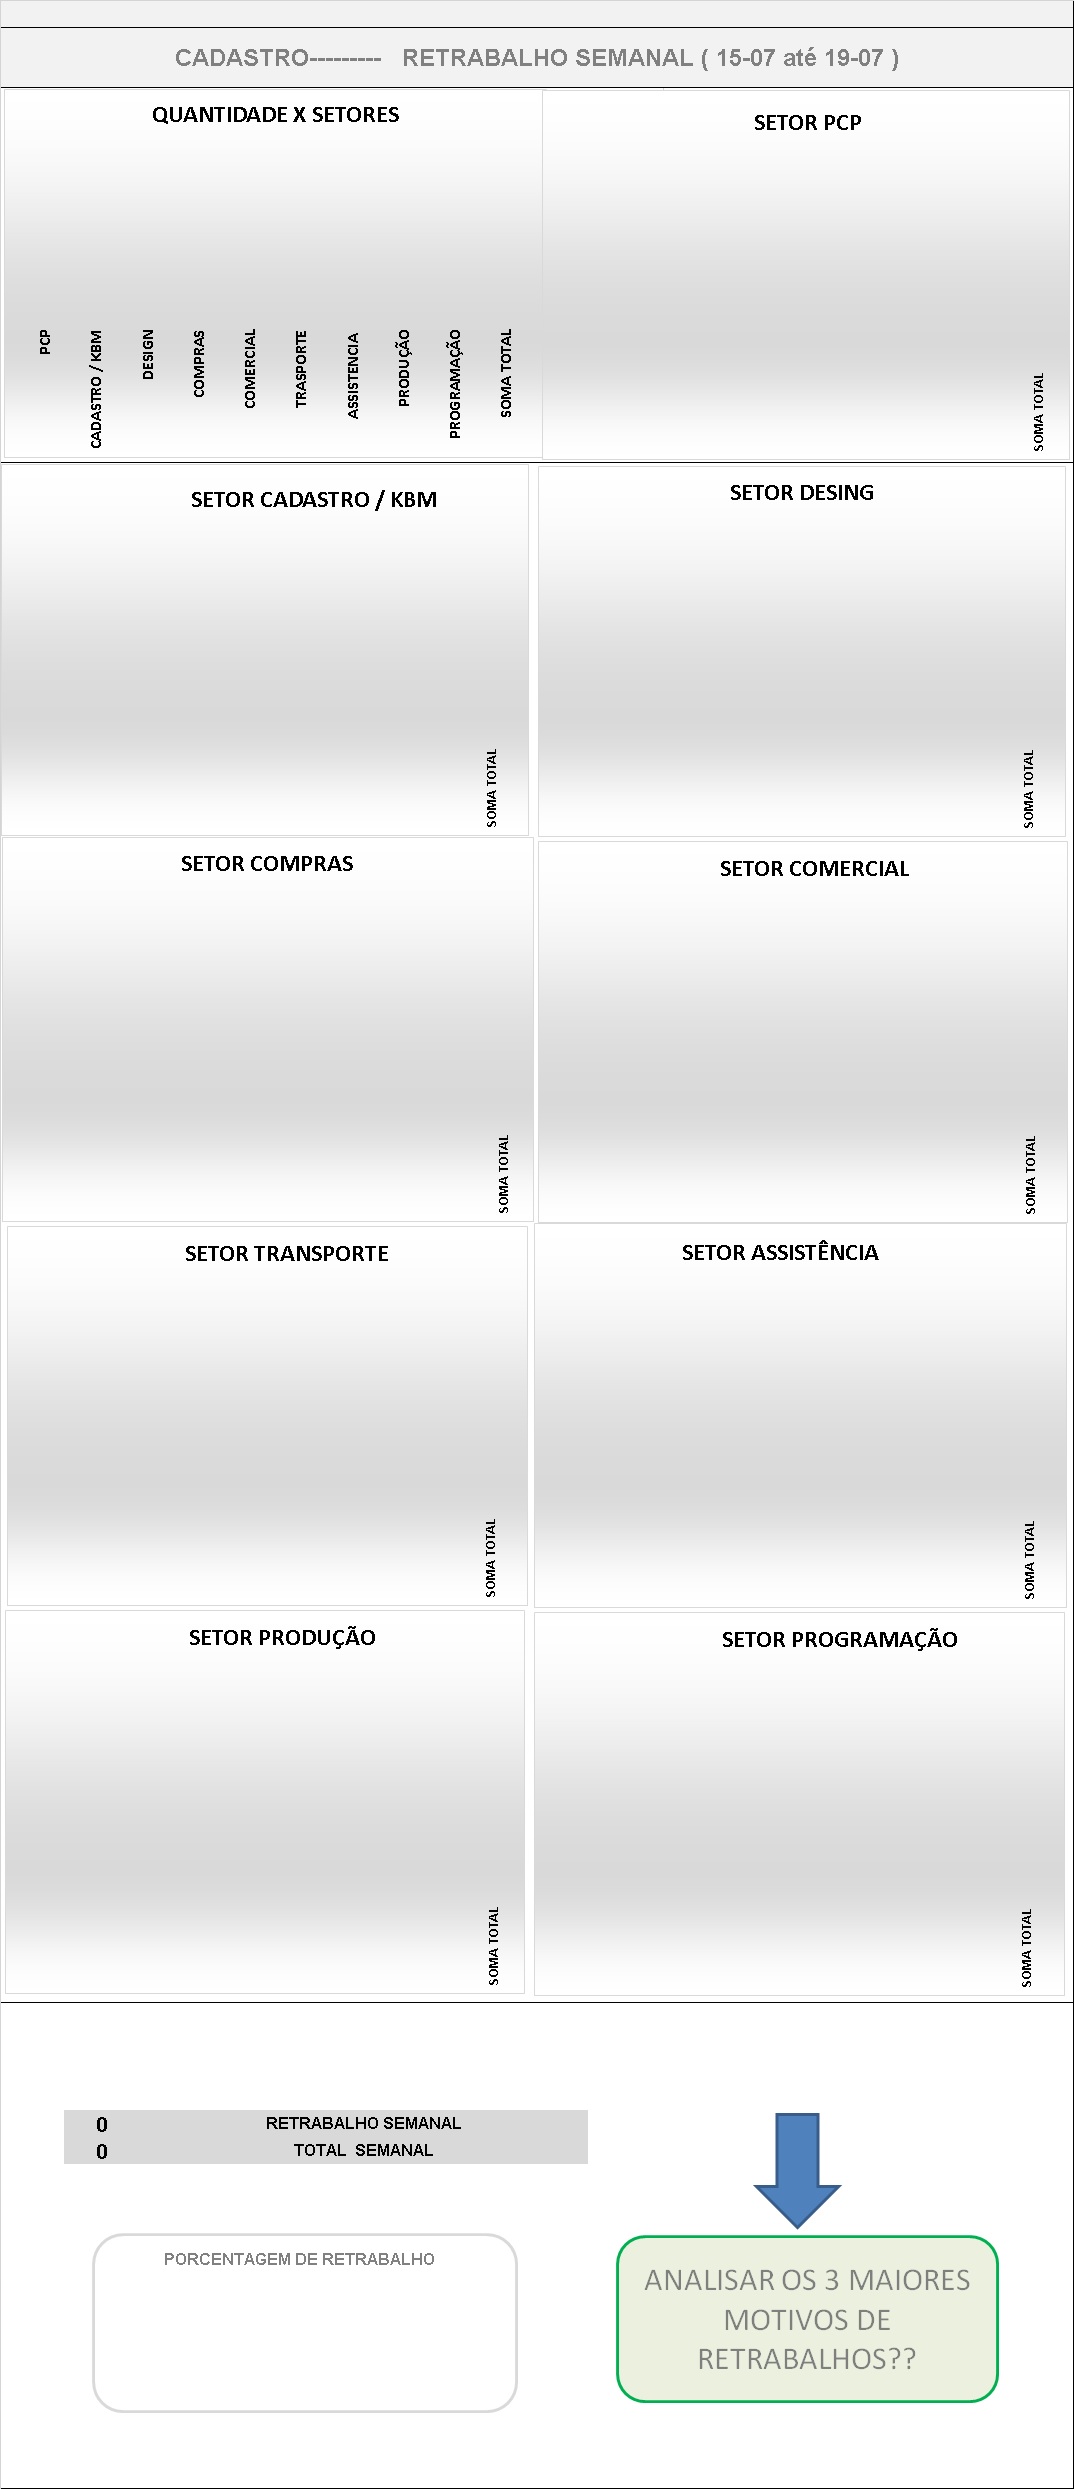 CADASTRO--------- RETRABALHO SEMANAL ( 15-07 até 19-07 )
QUANTIDADE X SETORES
PCP
CADASTRO / KBM
DESIGN
COMPRAS
COMERCIAL
TRASPORTE
ASSISTENCIA
PRODUÇÃO
PROGRAMAÇÃO
SOMA TOTAL
SETOR PCP
SOMA TOTAL
SETOR CADASTRO / KBM
SOMA TOTAL
SETOR DESING
SOMA TOTAL
SETOR COMPRAS
SOMA TOTAL
SETOR COMERCIAL
SOMA TOTAL
SETOR TRANSPORTE
SOMA TOTAL
SETOR ASSISTÊNCIA
SOMA TOTAL
SETOR PRODUÇÃO
SOMA TOTAL
SETOR PROGRAMAÇÃO
SOMA TOTAL
0 RETRABALHO SEMANAL
0 TOTAL SEMANAL
PORCENTAGEM DE RETRABALHO
ANALISAR OS 3 MAIORES
MOTIVOS DE
RETRABALHOS??